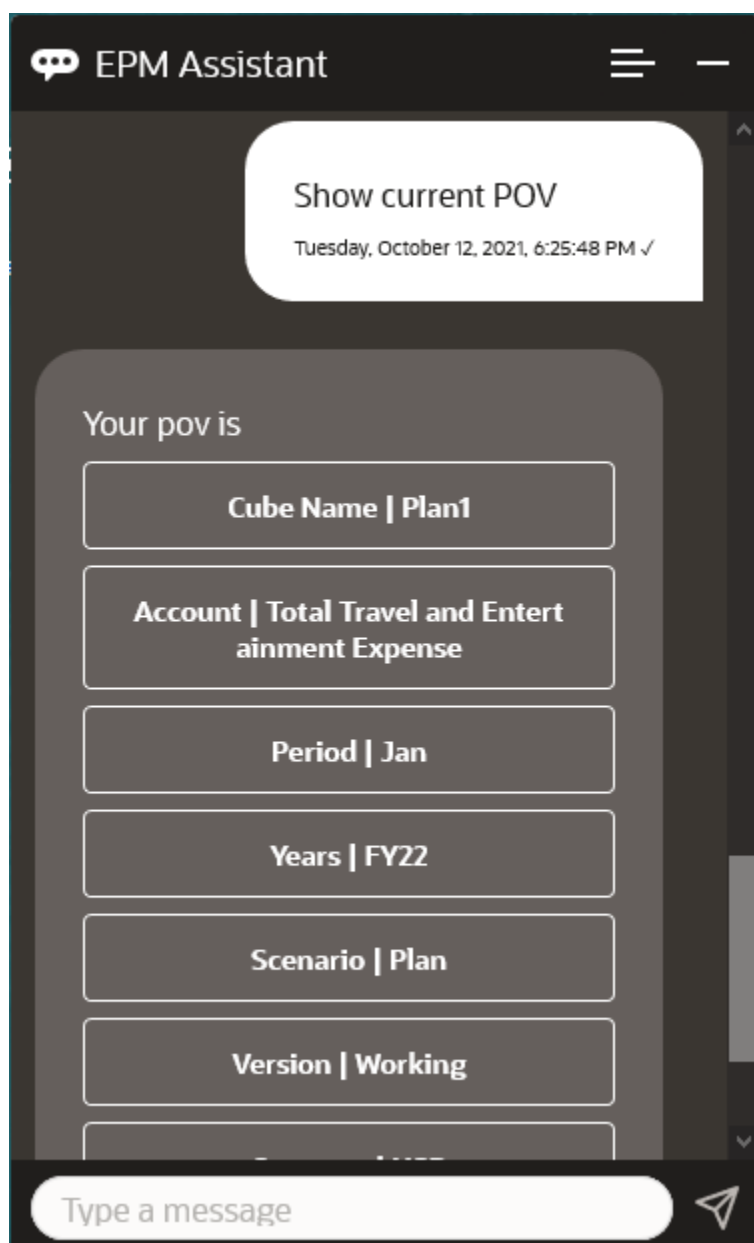 EPM Assistant
Show current POV
Tuesday, October 12, 2021, 6:25:48 PM ✓
Your pov is
Cube Name | Plan1
Account | Total Travel and Entert
ainment Expense
Period | Jan
Years | FY22
Scenario | Plan
Version | Working
Type a message